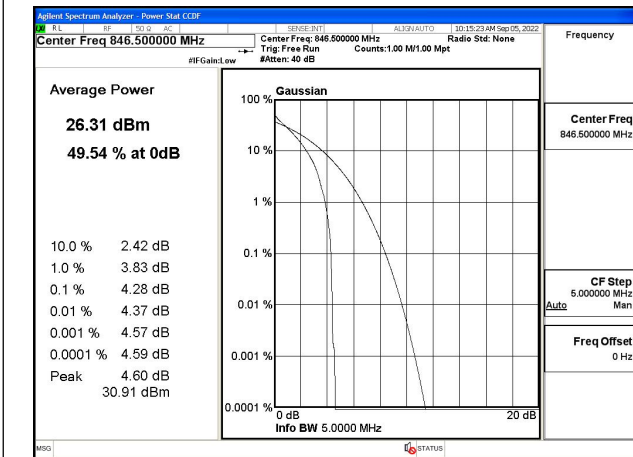 Agilent Spectrum Analyzer - Power Stat CCDF
RL RF 50 Ω AC SENSE:INT ALIGNAUTO 10:15:23 AM Sep 05, 2022
Center Freq 846.500000 MHz
Center Freq: 846.500000 MHz Radio Std: None
Trig: Free Run Counts:1.00 M/1.00 Mpt
#IFGain:Low #Atten: 40 dB
Frequency
Average Power
26.31 dBm
49.54 % at 0dB
10.0 % 2.42 dB
1.0 % 3.83 dB
0.1 % 4.28 dB
0.01 % 4.37 dB
0.001 % 4.57 dB
0.0001 % 4.59 dB
Peak 4.60 dB
30.91 dBm
Gaussian
100 %
10 %
1 %
0.1 %
0.01 %
0.001 %
0.0001 %
0 dB 20 dB
Info BW 5.0000 MHz
Center Freq
846.500000 MHz
CF Step
5.000000 MHz
Auto Man
Freq Offset
0 Hz
MSG STATUS